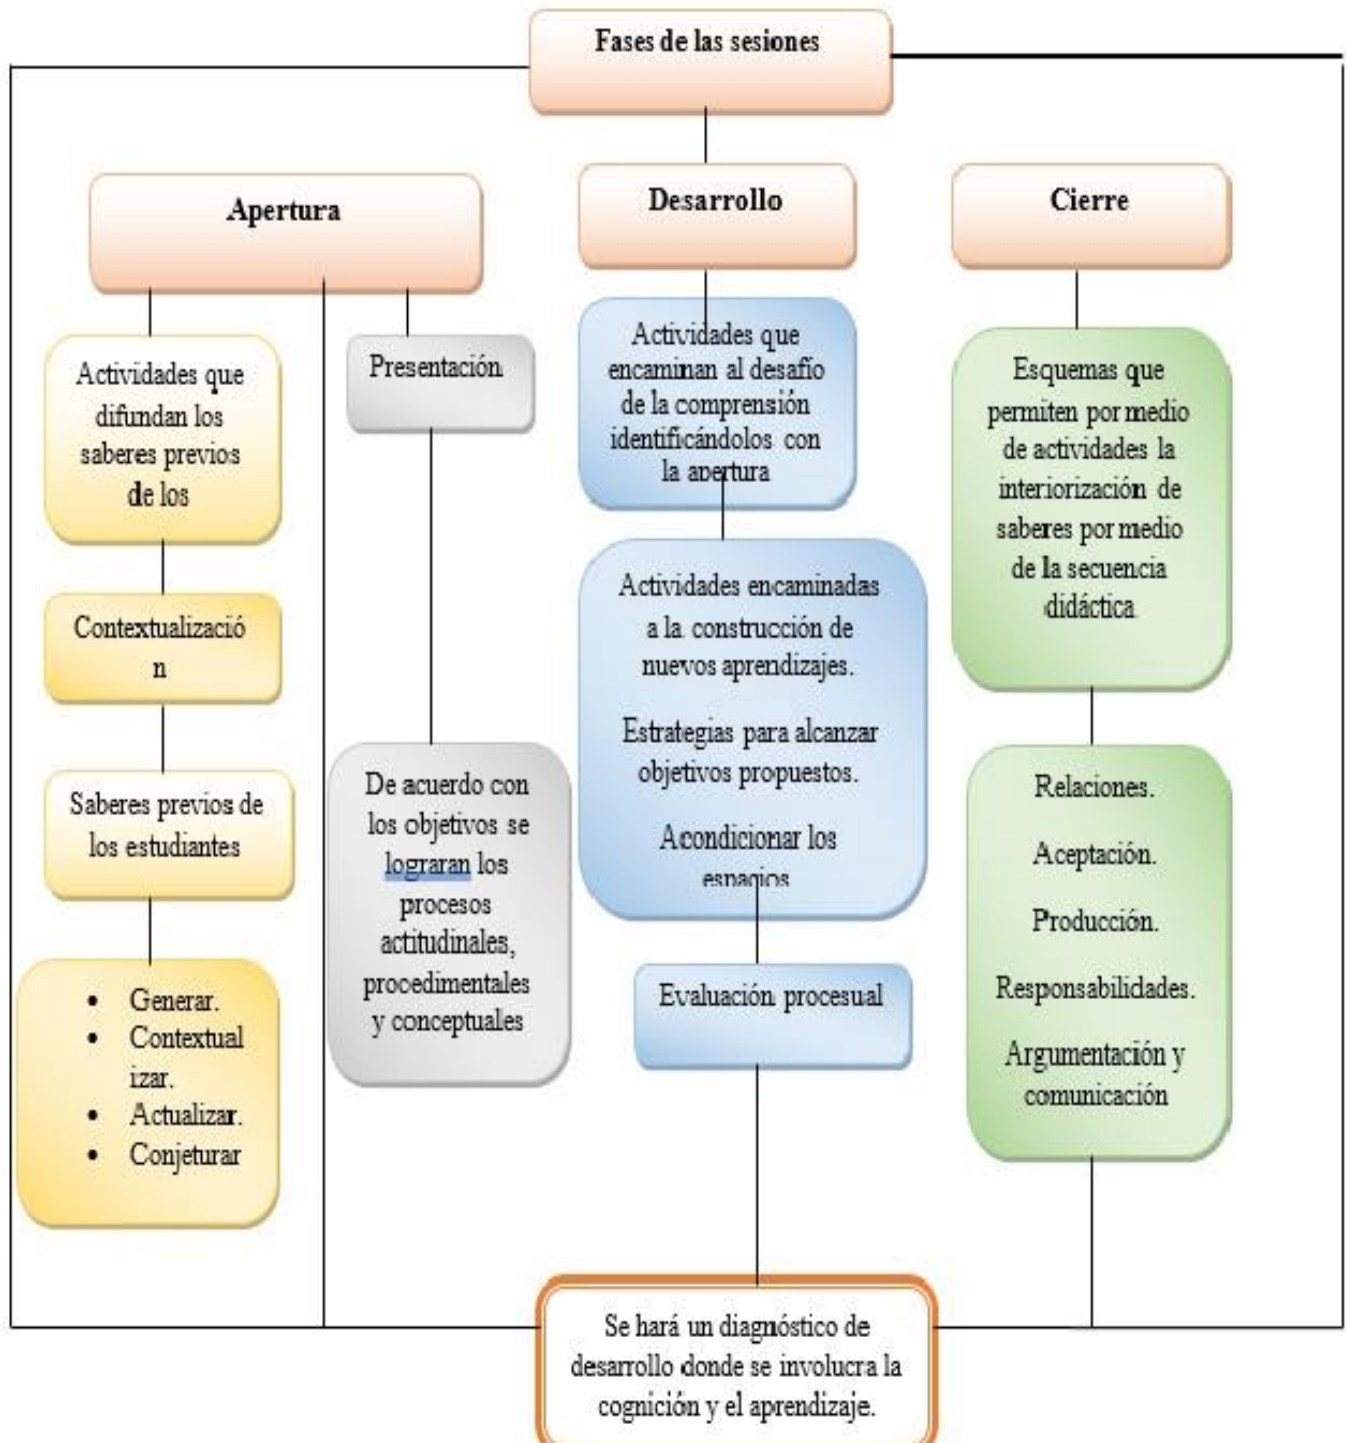 Fases de las sesiones
Apertura
Desarrollo
Cierre
Actividades que
difundan los
saberes previos
de los
Contextualizació
n
Saberes previos de
los estudiantes
• Generar.
• Contextual
izar.
• Actualizar.
• Conjeturar
Presentación
De acuerdo con
los objetivos se
lograran los
procesos
actitudinales,
procedimentales
y conceptuales
Actividades que
encaminan al desafío
de la comprensión
identificándolos con
la apertura
Actividades encaminadas
a la construcción de
nuevos aprendizajes.
Estrategias para alcanzar
objetivos propuestos.
Acondicionar los
espacios
Evaluación procesual
Esquemas que
permiten por medio
de actividades la
interiorización de
saberes por medio
de la secuencia
didáctica
Relaciones.
Aceptación.
Producción.
Responsabilidades.
Argumentación y
comunicación
Se hará un diagnóstico de
desarrollo donde se involucra la
cognición y el aprendizaje.